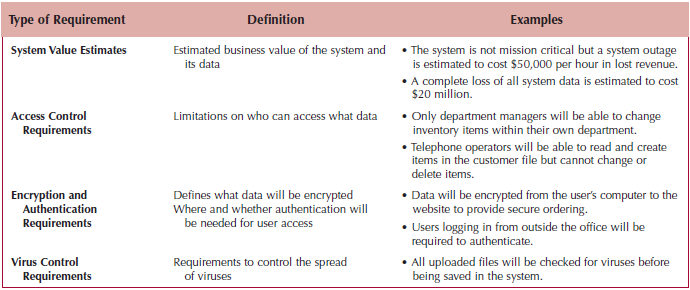 Type of Requirement Definition Examples
System Value Estimates Estimated business value of the system and • The system is not mission critical but a system outage
its data is estimated to cost $50,000 per hour in lost revenue.
• A complete loss of all system data is estimated to cost
$20 million.
Access Control Limitations on who can access what data • Only department managers will be able to change
Requirements inventory items within their own department.
• Telephone operators will be able to read and create
items in the customer file but cannot change or
delete items.
Encryption and Defines what data will be encrypted • Data will be encrypted from the user's computer to the
Authentication Where and whether authentication will website to provide secure ordering.
Requirements be needed for user access • Users logging in from outside the office will be
required to authenticate.
Virus Control Requirements to control the spread • All uploaded files will be checked for viruses before
Requirements of viruses being saved in the system.